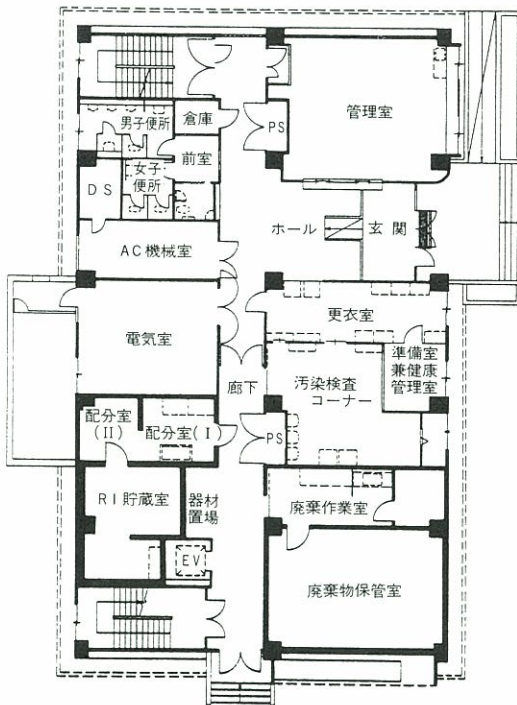 管理室
倉庫
PS
男子便所
前室
女子
便所
DS
ホール
玄関
AC機械室
更衣室
電気室
準備室
兼健康
管理室
廊下
汚染検査
コーナー
配分室
(II)
配分室(I)
PS
RI貯蔵室
器材
置場
廃棄作業室
EV
廃棄物保管室